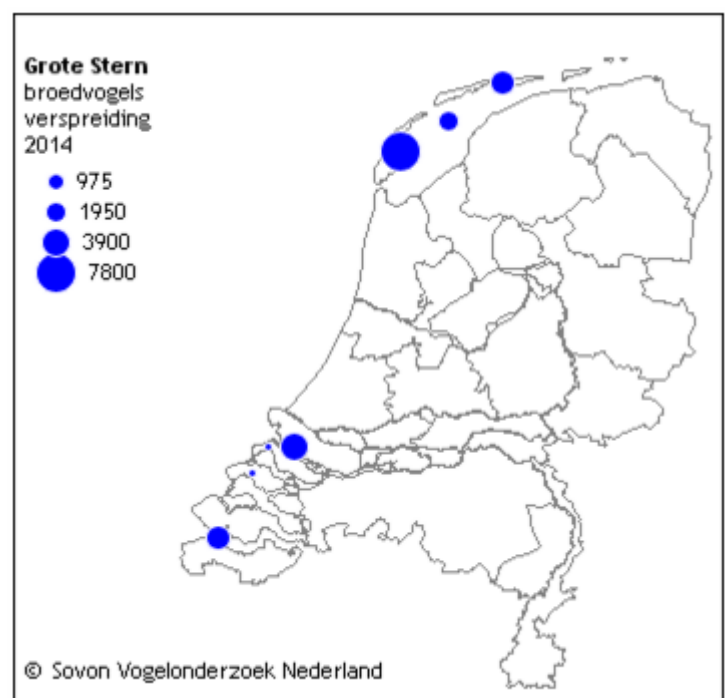 Grote Stern
broedvogels
verspreiding
2014
975
1950
3900
7800
© Sovon Vogelonderzoek Nederland